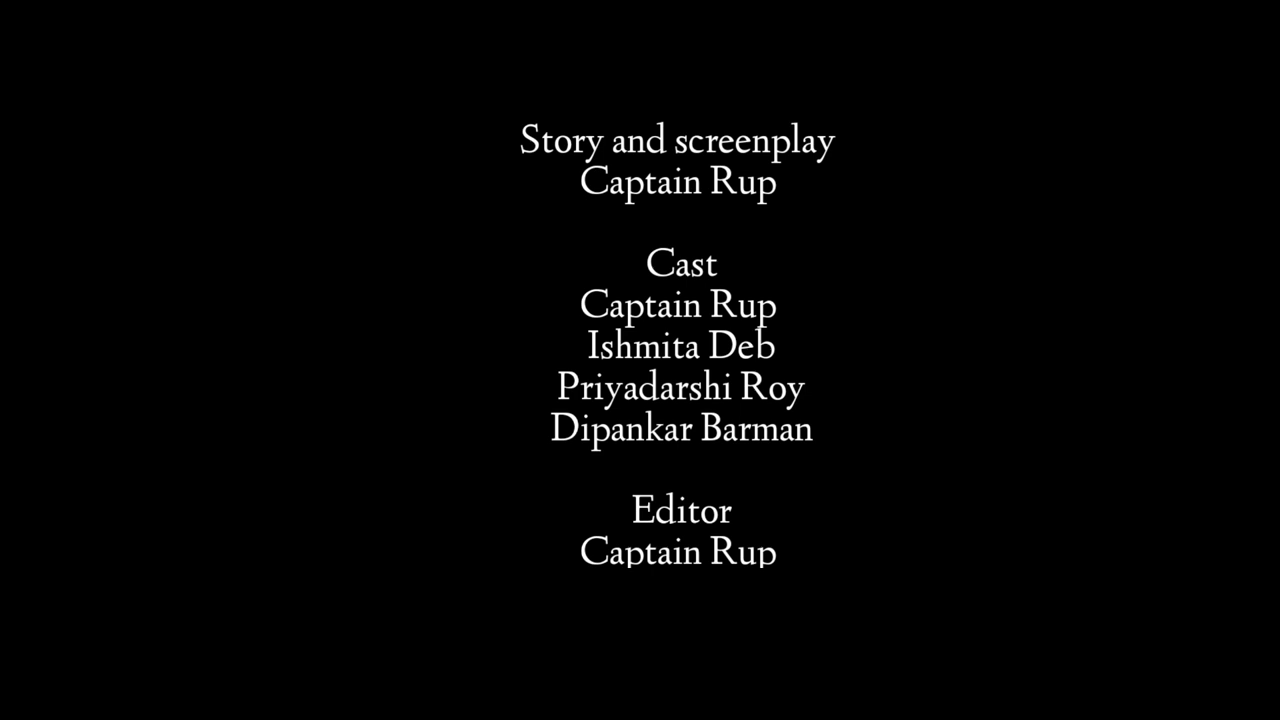 Story and screenplay
Captain Rup
Cast
Captain Rup
Ishmita Deb
Priyadarshi Roy
Dipankar Barman
Editor
Captain Rup